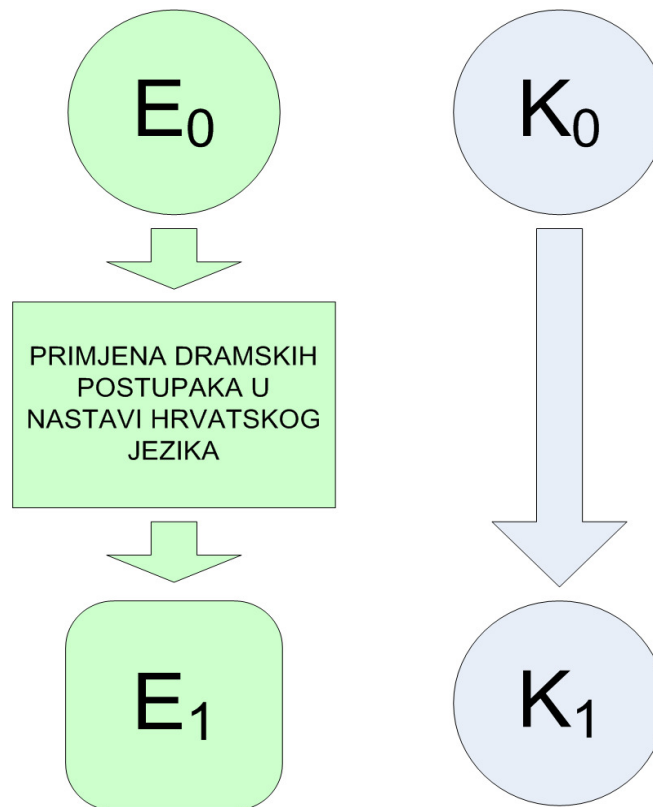 E₀
K₀
PRIMJENA DRAMSKIH
POSTUPAKA U
NASTAVI HRVATSKOG
JEZIKA
E₁
K₁